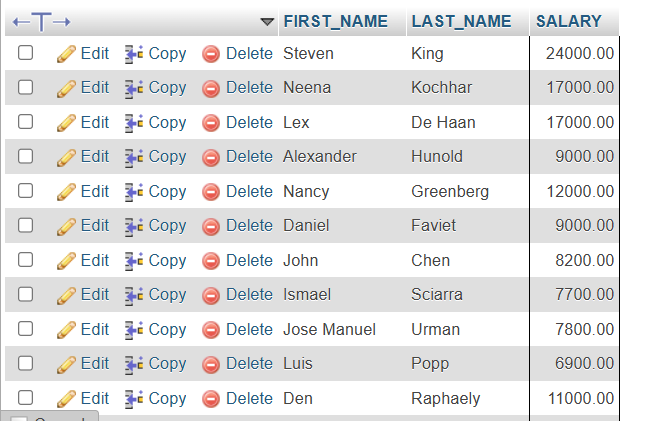 FIRST_NAME LAST_NAME SALARY
Edit Copy Delete Steven King 24000.00
Edit Copy Delete Neena Kochhar 17000.00
Edit Copy Delete Lex De Haan 17000.00
Edit Copy Delete Alexander Hunold 9000.00
Edit Copy Delete Nancy Greenberg 12000.00
Edit Copy Delete Daniel Faviet 9000.00
Edit Copy Delete John Chen 8200.00
Edit Copy Delete Ismael Sciarra 7700.00
Edit Copy Delete Jose Manuel Urman 7800.00
Edit Copy Delete Luis Popp 6900.00
Edit Copy Delete Den Raphaely 11000.00